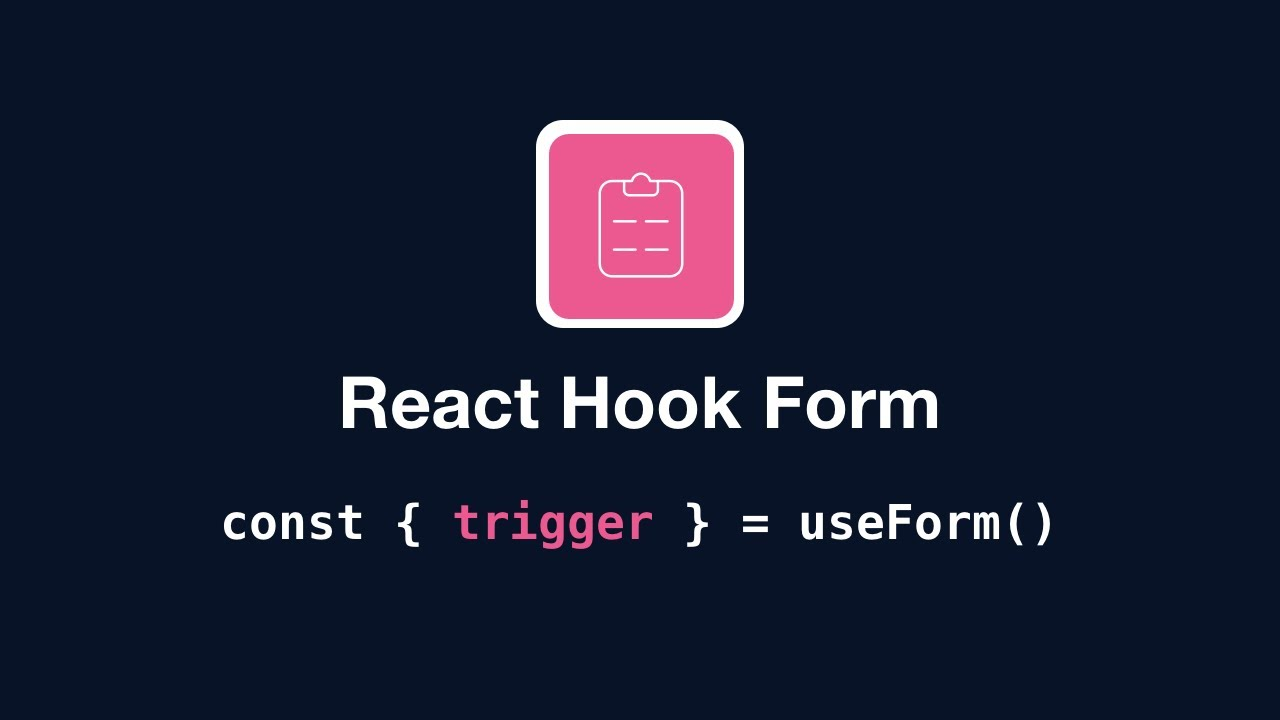 React Hook Form
const { trigger } = useForm()